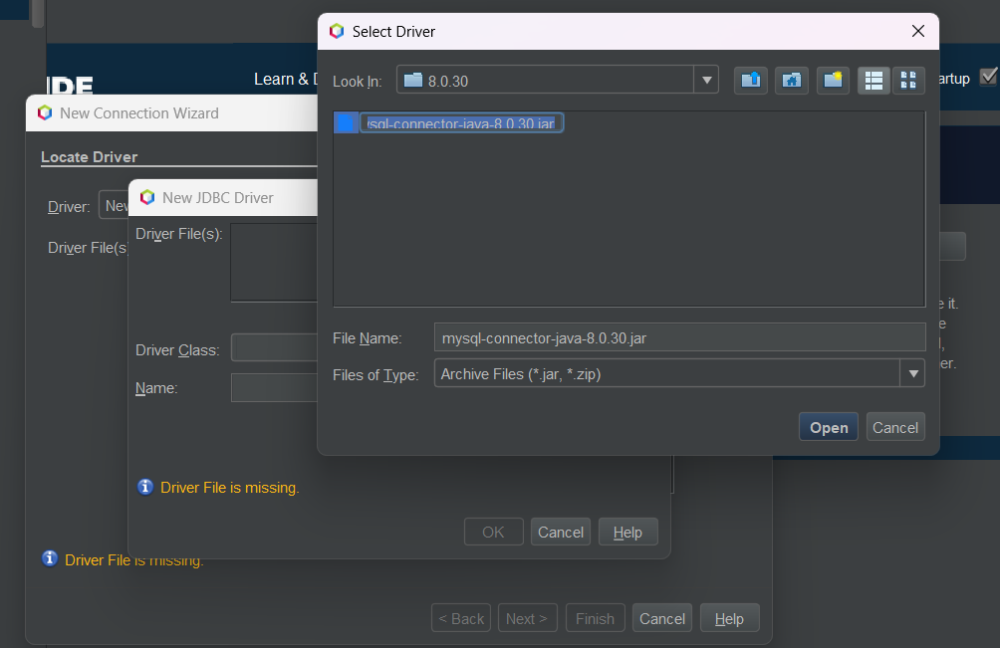 Select Driver
Look In:
8.0.30
IDE
Learn &
artup
New Connection Wizard
sql-connector-java-8.0.30.jar
Locate Driver
New JDBC Driver
Driver:
New
Driver File(s):
Driver File(s
e it.
e
File Name:
mysql-connector-java-8.0.30.jar
Driver Class:
er.
Files of Type:
Archive Files (*.jar, *.zip)
Name:
Open
Cancel
Driver File is missing.
OK
Cancel
Help
Driver File is missing.
< Back
Next >
Finish
Cancel
Help